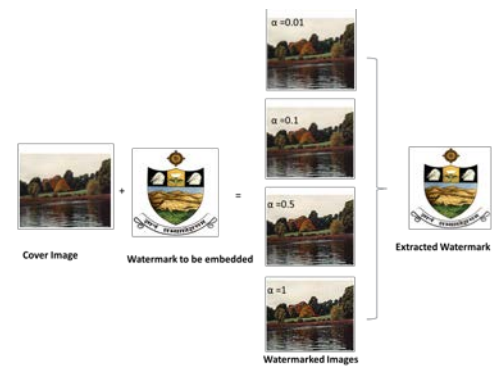 α =0.01
α =0.1
α =0.5
α =1
+
=
Cover Image
Watermark to be embedded
Extracted Watermark
Watermarked Images